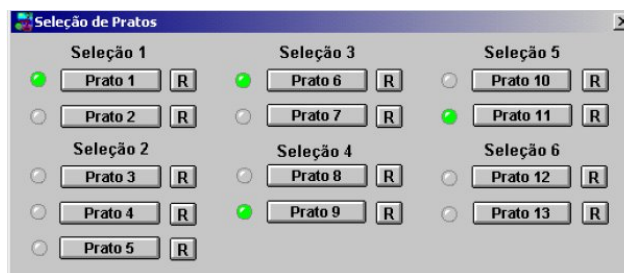 Seleção de Pratos
Seleção 1
Prato 1 R
Prato 2 R
Seleção 2
Prato 3 R
Prato 4 R
Prato 5 R
Seleção 3
Prato 6 R
Prato 7 R
Seleção 4
Prato 8 R
Prato 9 R
Seleção 5
Prato 10 R
Prato 11 R
Seleção 6
Prato 12 R
Prato 13 R